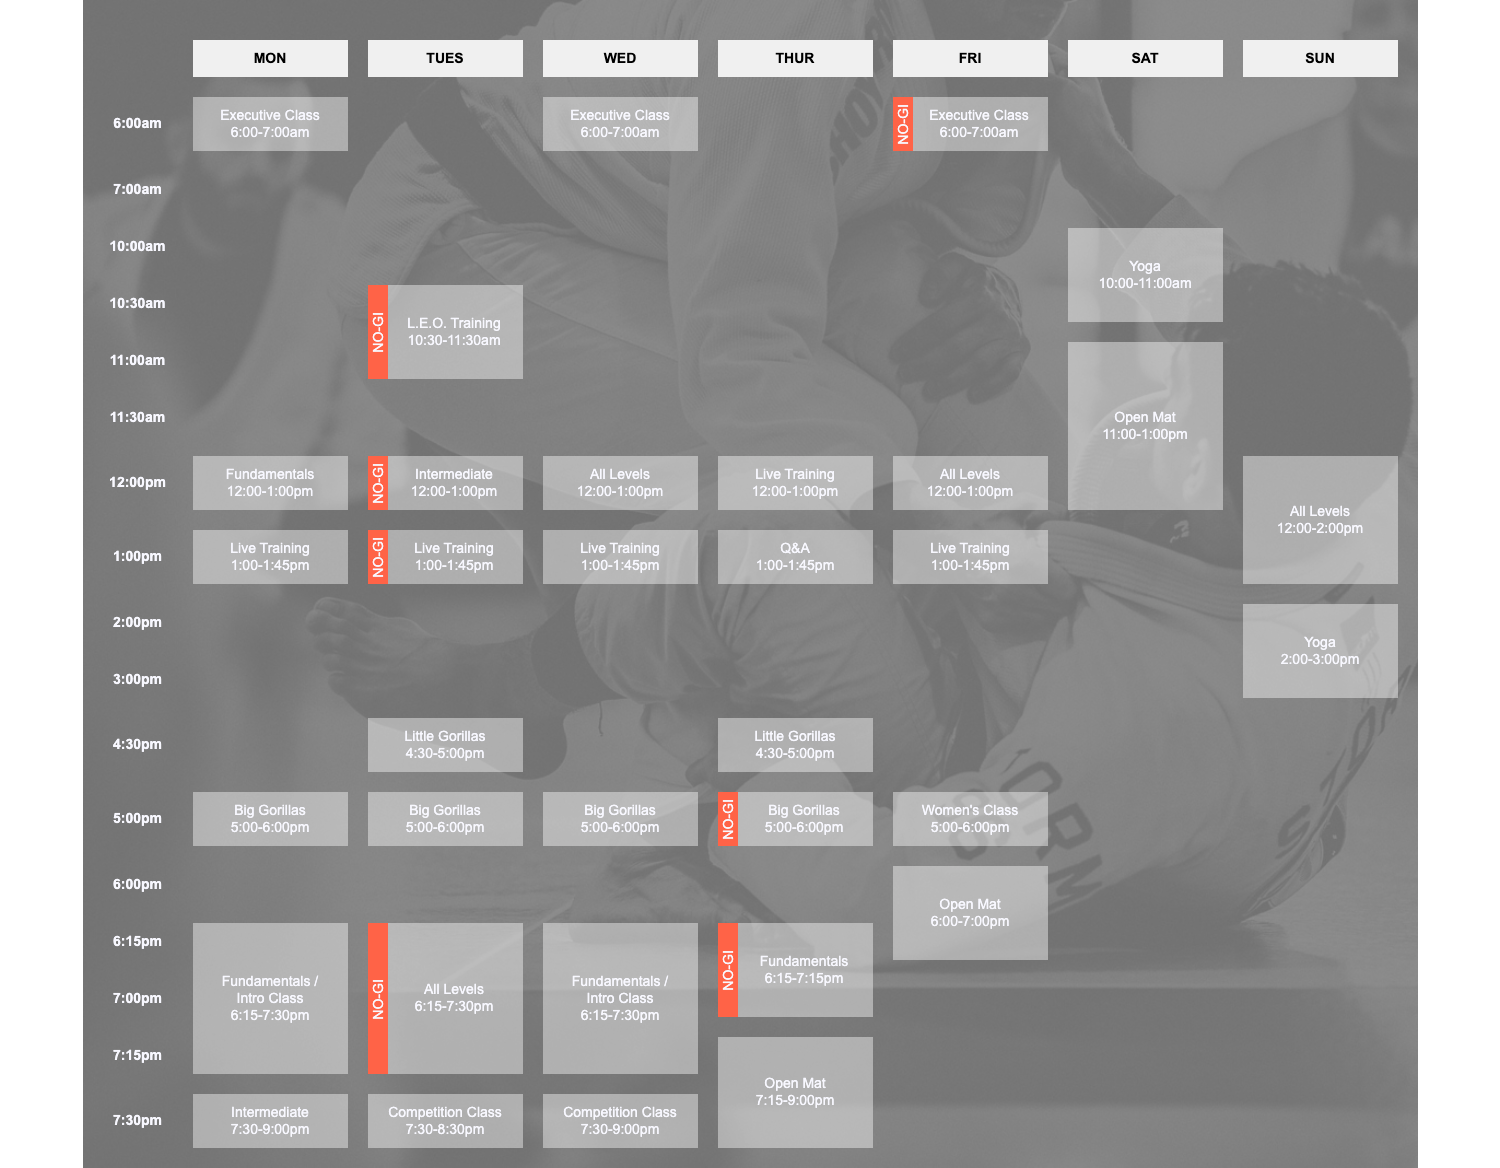 MON TUES WED THUR FRI SAT SUN
6:00am
Executive Class
6:00-7:00am
Executive Class
6:00-7:00am
NO-GI
Executive Class
6:00-7:00am
7:00am
10:00am
Yoga
10:00-11:00am
10:30am
NO-GI
L.E.O. Training
10:30-11:30am
11:00am
Open Mat
11:00-1:00pm
11:30am
12:00pm
Fundamentals
12:00-1:00pm
NO-GI
Intermediate
12:00-1:00pm
All Levels
12:00-1:00pm
Live Training
12:00-1:00pm
All Levels
12:00-1:00pm
All Levels
12:00-2:00pm
1:00pm
Live Training
1:00-1:45pm
NO-GI
Live Training
1:00-1:45pm
Live Training
1:00-1:45pm
Q&A
1:00-1:45pm
Live Training
1:00-1:45pm
2:00pm
Yoga
2:00-3:00pm
3:00pm
4:30pm
Little Gorillas
4:30-5:00pm
Little Gorillas
4:30-5:00pm
5:00pm
Big Gorillas
5:00-6:00pm
Big Gorillas
5:00-6:00pm
Big Gorillas
5:00-6:00pm
NO-GI
Big Gorillas
5:00-6:00pm
Women's Class
5:00-6:00pm
6:00pm
Open Mat
6:00-7:00pm
6:15pm
Fundamentals /
Intro Class
6:15-7:30pm
NO-GI
All Levels
6:15-7:30pm
Fundamentals /
Intro Class
6:15-7:30pm
NO-GI
Fundamentals
6:15-7:15pm
7:00pm
7:15pm
Open Mat
7:15-9:00pm
7:30pm
Intermediate
7:30-9:00pm
Competition Class
7:30-8:30pm
Competition Class
7:30-9:00pm